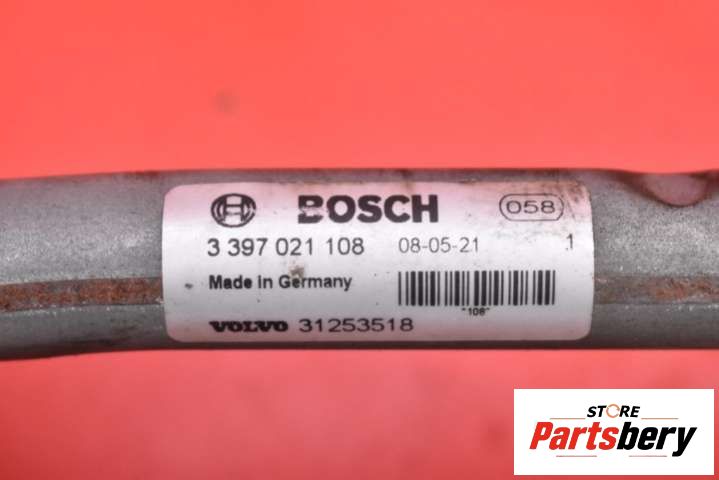 BOSCH 058
3 397 021 108 08-05-21 1
Made in Germany
"108"
VOLVO 31253518
STORE
Partsbery